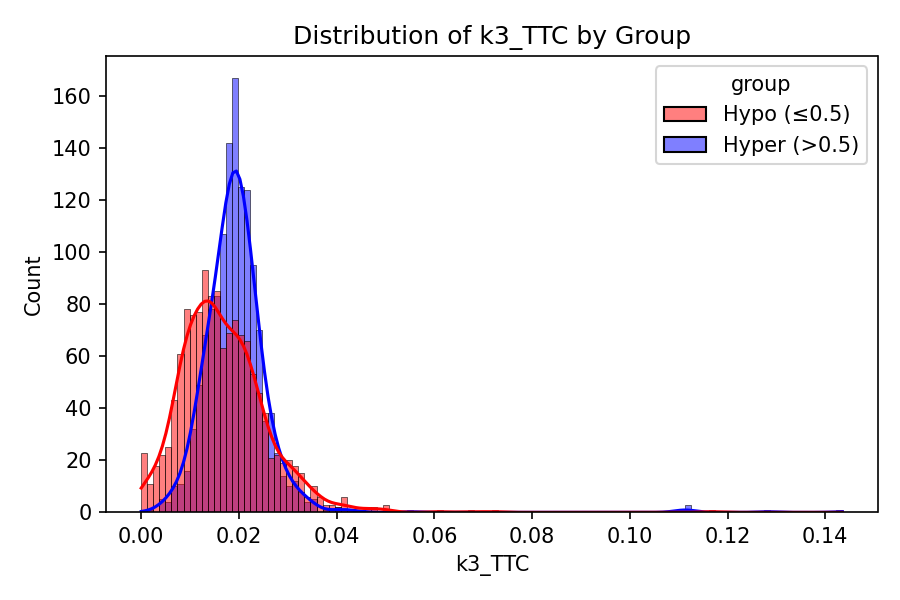 Distribution of k3_TTC by Group
group
Hypo (≤0.5)
Hyper (>0.5)
160
140
120
100
80
60
40
20
0
Count
0.00 0.02 0.04 0.06 0.08 0.10 0.12 0.14
k3_TTC